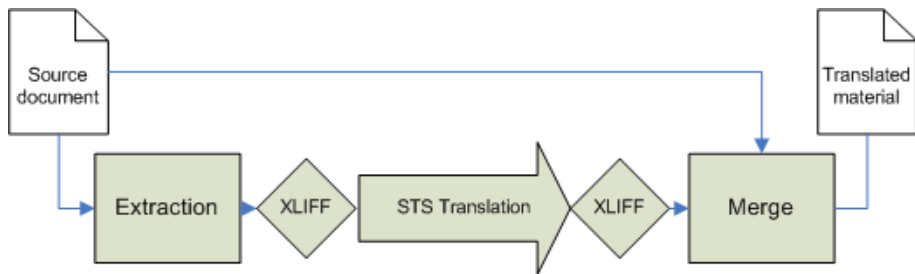 Source
document
Translated
material
Extraction
XLIFF
STS Translation
XLIFF
Merge